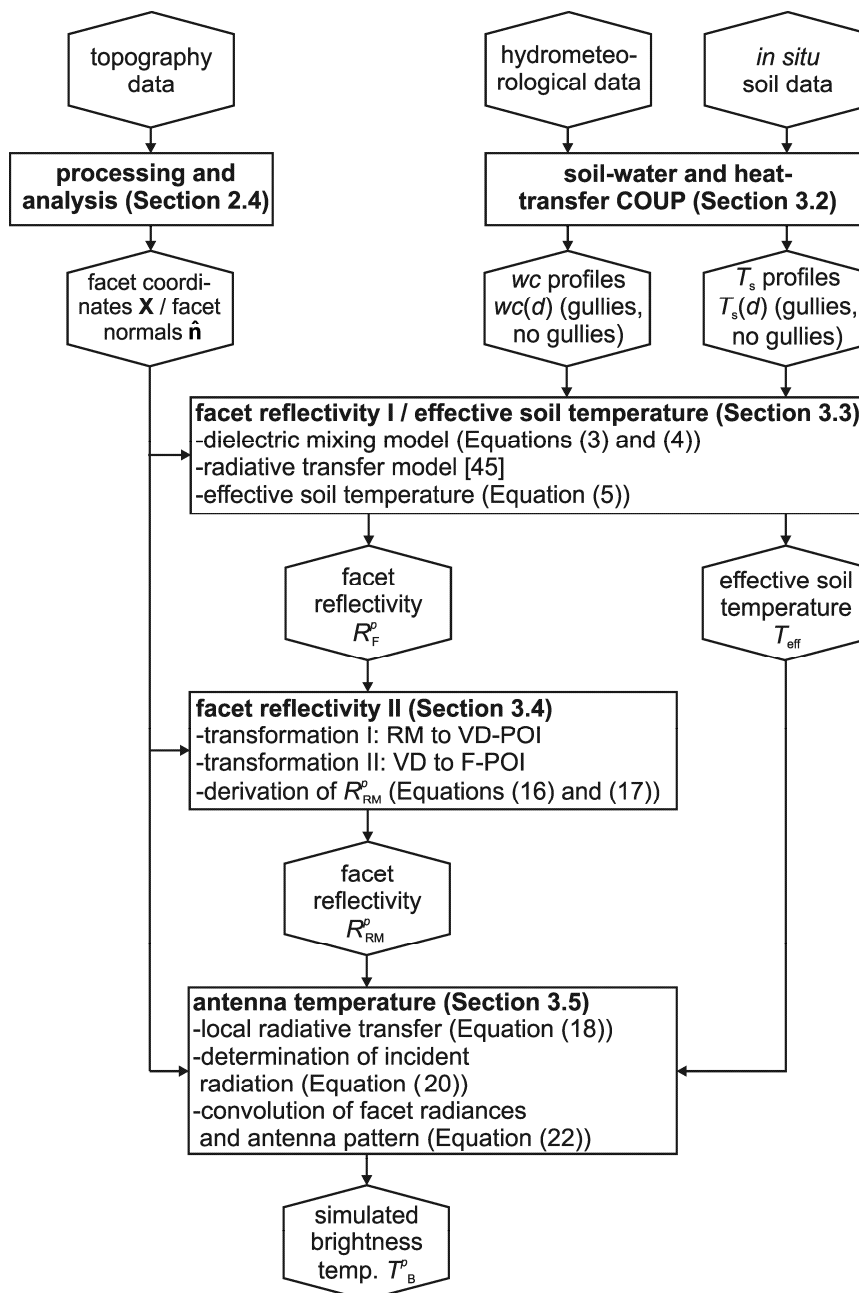 topography
data
hydrometeo-
rological data
in situ
soil data
processing and
analysis (Section 2.4)
soil-water and heat-
transfer COUP (Section 3.2)
facet coordi-
nates X / facet
normals n̂
wc profiles
wc(d) (gullies,
no gullies)
Ts profiles
Ts(d) (gullies,
no gullies)
facet reflectivity I / effective soil temperature (Section 3.3)
-dielectric mixing model (Equations (3) and (4))
-radiative transfer model [45]
-effective soil temperature (Equation (5))
facet
reflectivity
R^p_F
effective soil
temperature
T_eff
facet reflectivity II (Section 3.4)
-transformation I: RM to VD-POI
-transformation II: VD to F-POI
-derivation of R^p_RM (Equations (16) and (17))
facet
reflectivity
R^p_RM
antenna temperature (Section 3.5)
-local radiative transfer (Equation (18))
-determination of incident
radiation (Equation (20))
-convolution of facet radiances
and antenna pattern (Equation (22))
simulated
brightness
temp. T^p_B